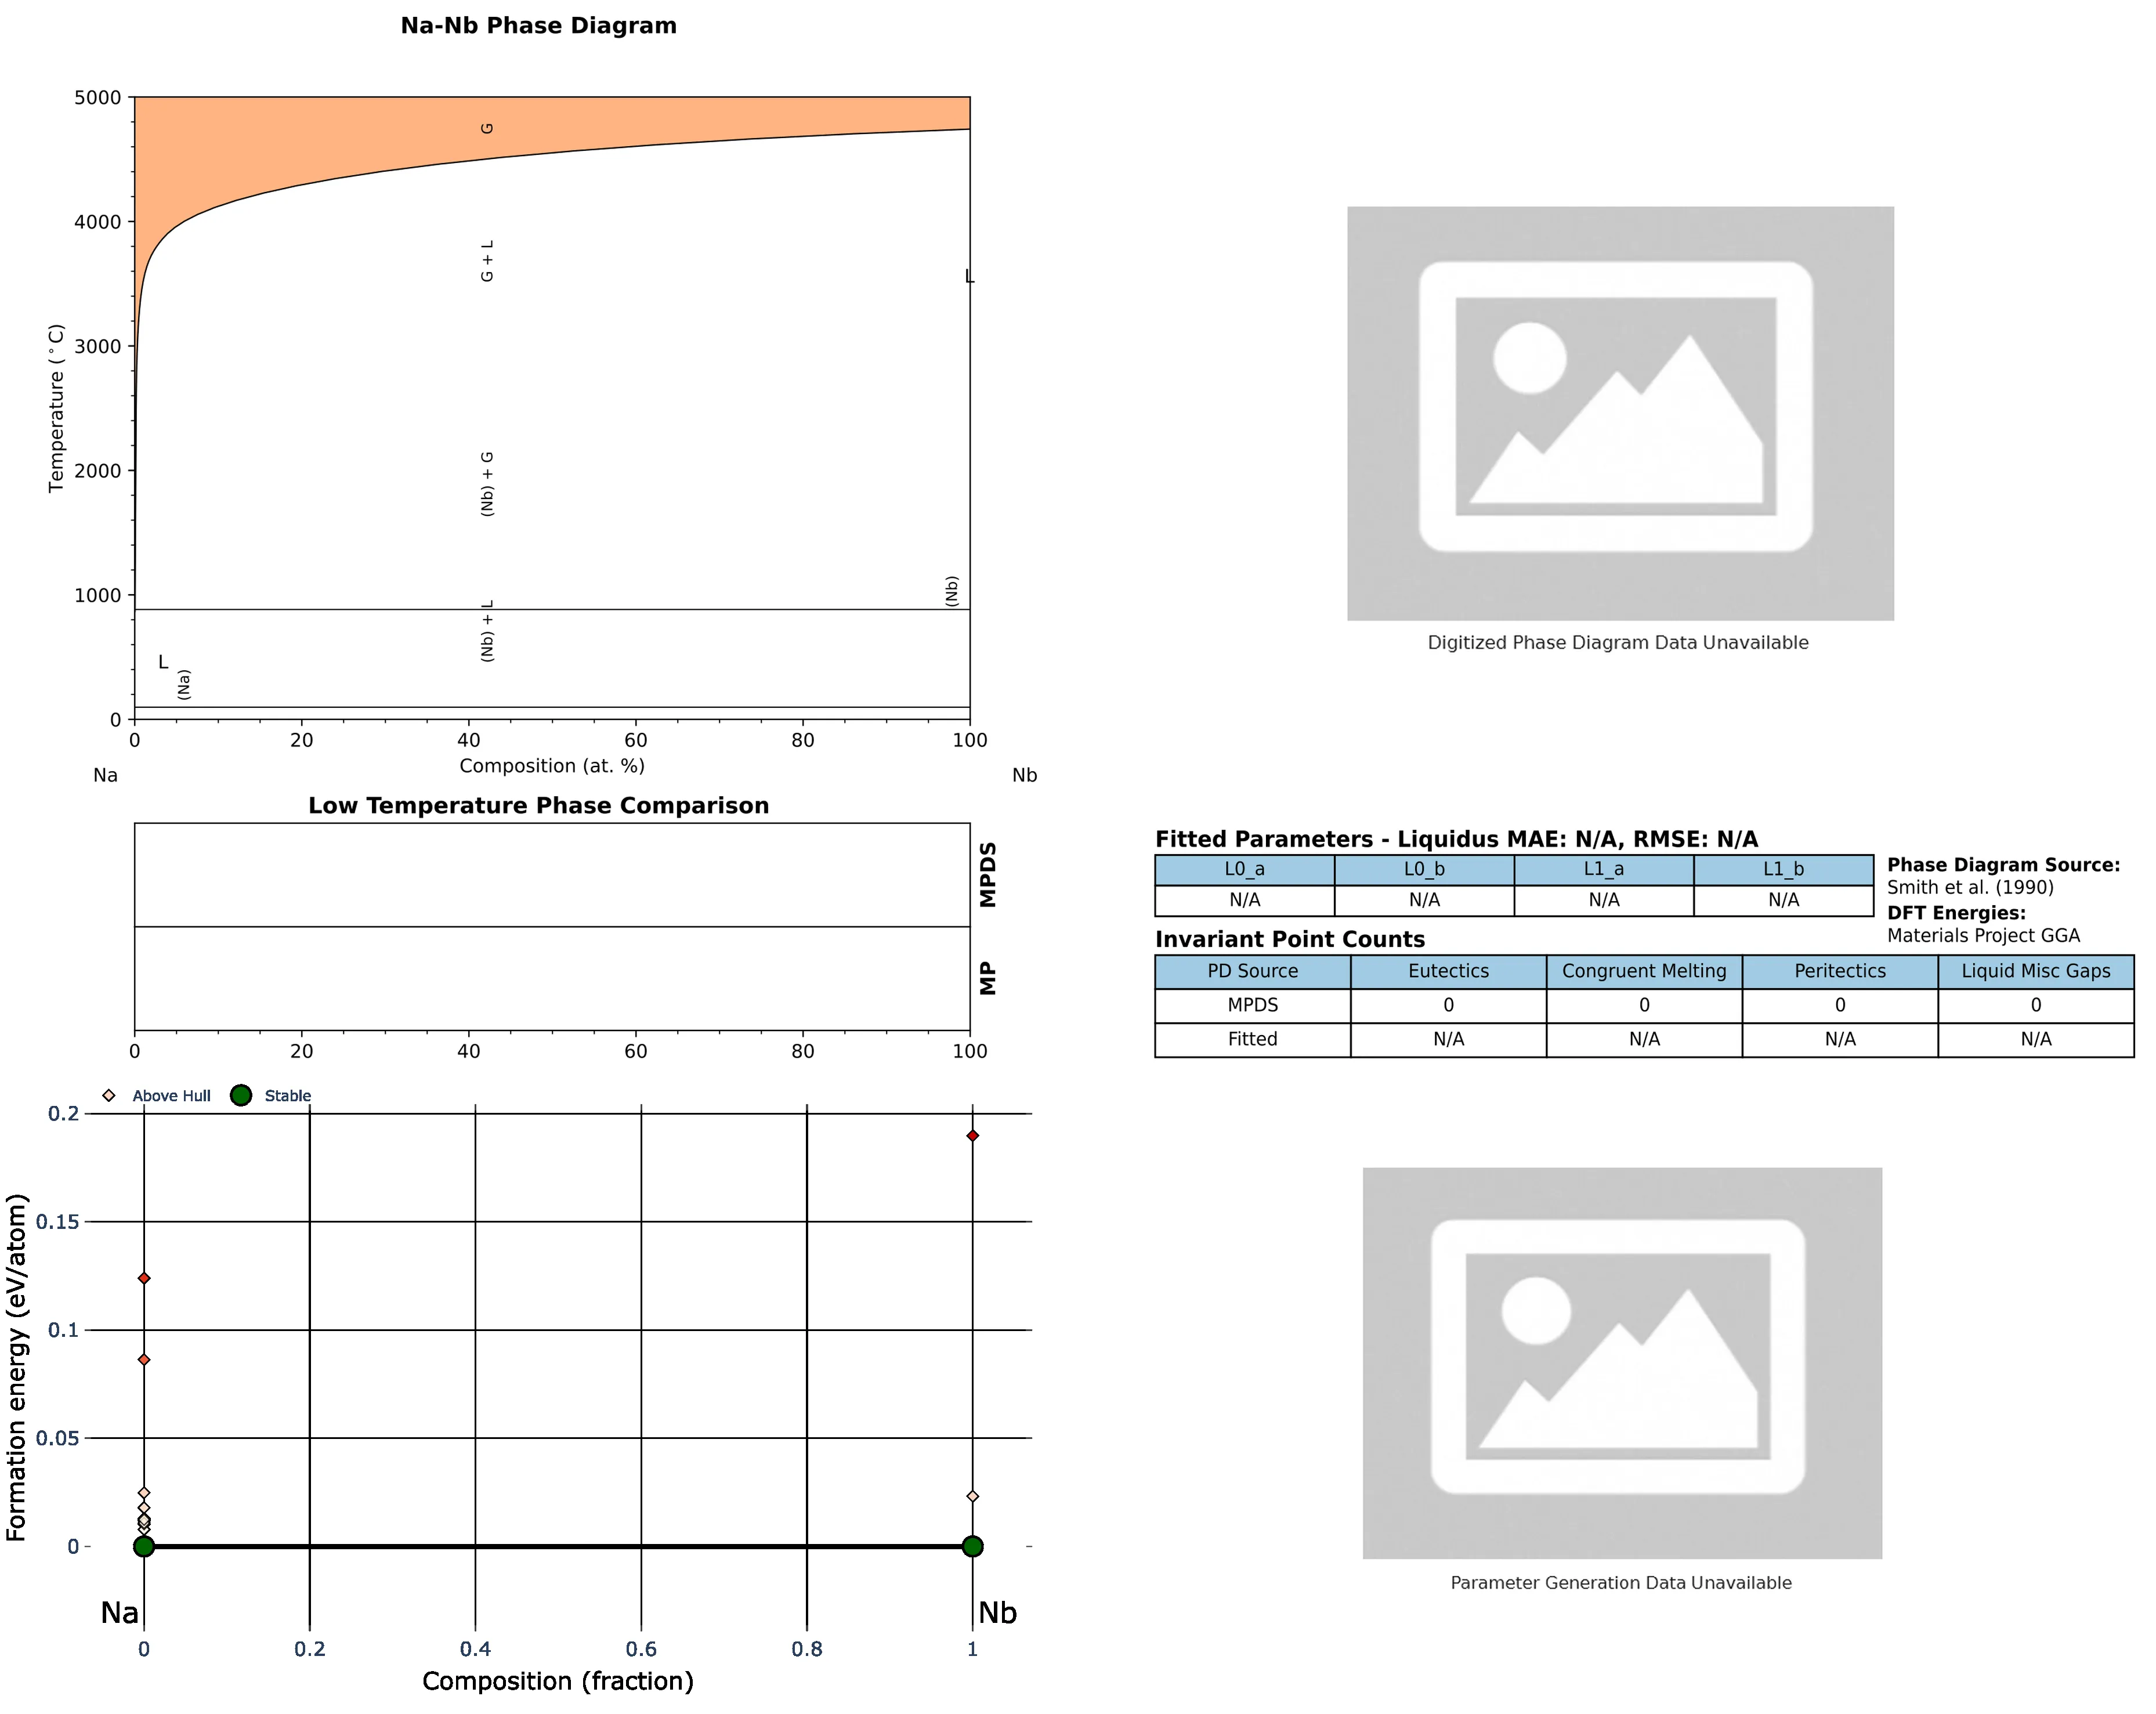 Na-Nb Phase Diagram
5000
4000
3000
2000
1000
0
Temperature (°C)
G
G + L
L
(Nb) + G
(Nb)
(Nb) + L
L
(Na)
0 20 40 60 80 100
Composition (at. %)
Na Nb
Digitized Phase Diagram Data Unavailable
Low Temperature Phase Comparison
MPDS
MP
0 20 40 60 80 100
Fitted Parameters - Liquidus MAE: N/A, RMSE: N/A
L0_a L0_b L1_a L1_b
N/A N/A N/A N/A
Phase Diagram Source:
Smith et al. (1990)
DFT Energies:
Materials Project GGA
Invariant Point Counts
PD Source Eutectics Congruent Melting Peritectics Liquid Misc Gaps
MPDS 0 0 0 0
Fitted N/A N/A N/A N/A
Above Hull Stable
0.2
0.15
0.1
0.05
0
Formation energy (eV/atom)
Na Nb
0 0.2 0.4 0.6 0.8 1
Composition (fraction)
Parameter Generation Data Unavailable